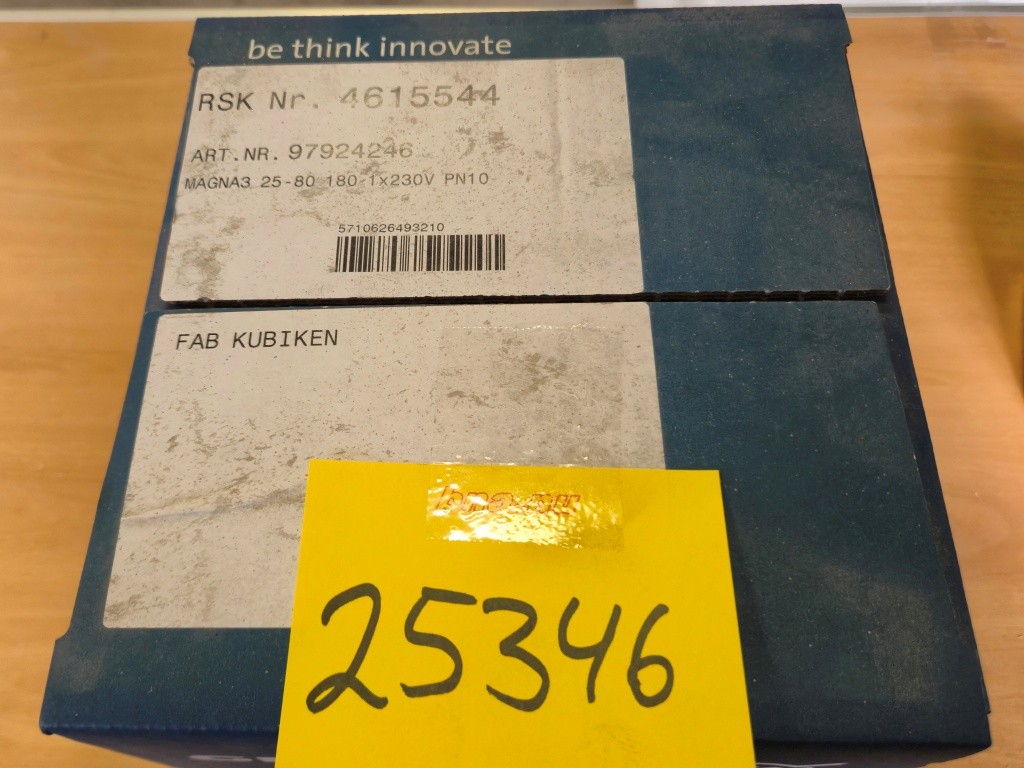 be think innovate
RSK Nr. 4615544
ART.NR. 97924246
MAGNA3 25-80 180 1x230V PN10
5710626493210
FAB KUBIKEN
25346